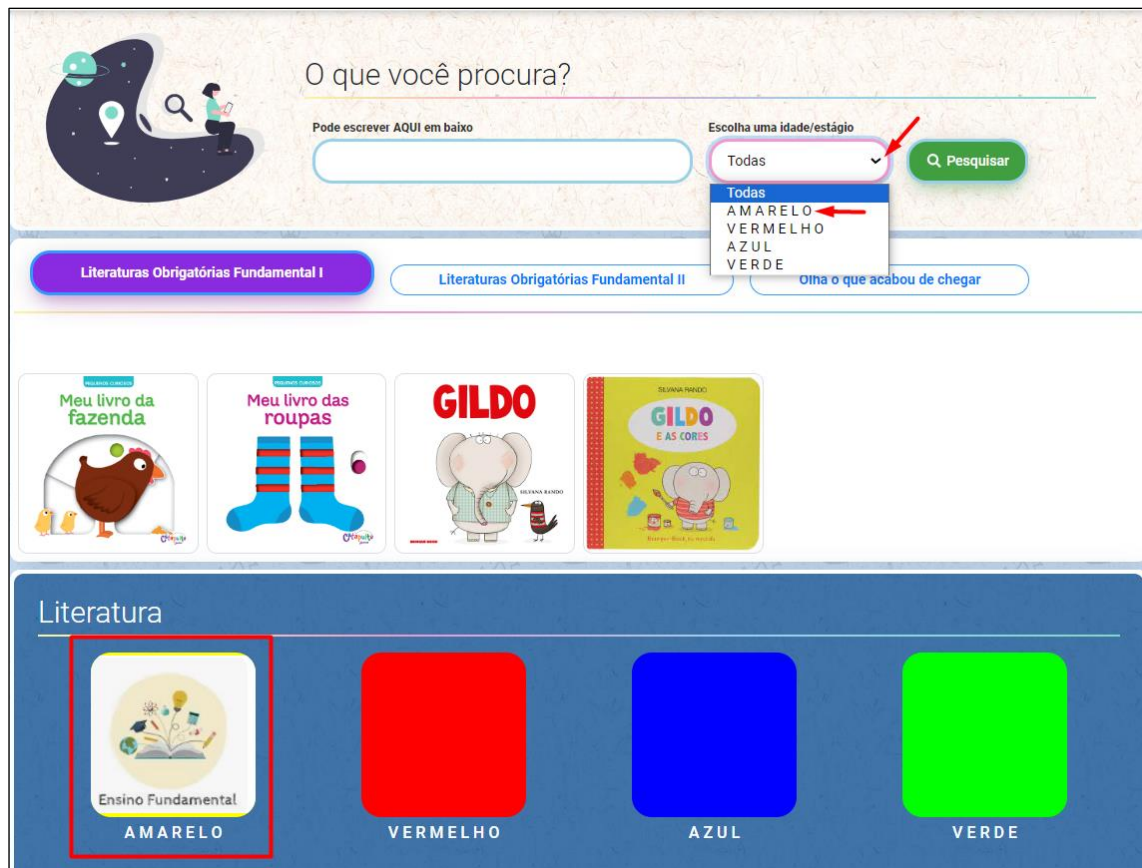 O que você procura?
Pode escrever AQUI em baixo
Escolha uma idade/estágio
Todas
Pesquisar
Todas
AMARELO
VERMELHO
AZUL
VERDE
Literaturas Obrigatórias Fundamental I
Literaturas Obrigatórias Fundamental II
Olha o que acabou de chegar
PEQUENOS CURIOSOS
Meu livro da
fazenda
Catapulta
PEQUENOS CURIOSOS
Meu livro das
roupas
Catapulta
GILDO
SILVANA RANDO
SILVANA RANDO
GILDO
E AS CORES
Literatura
Ensino Fundamental
AMARELO
VERMELHO
AZUL
VERDE